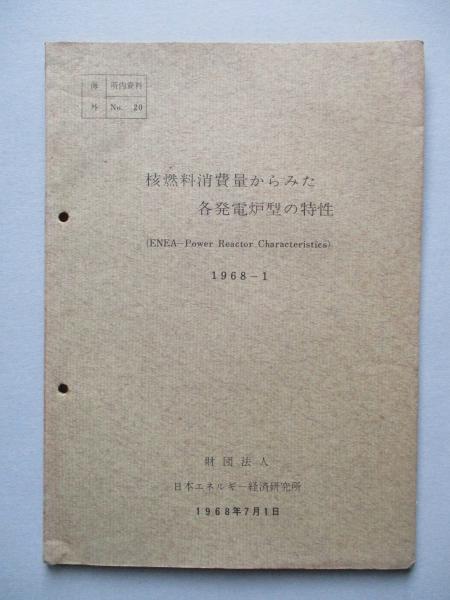 海 所内資料
外 No. 20
核燃料消費量からみた
各発電炉型の特性
(ENEA-Power Reactor Characteristics)
1968-1
財団法人
日本エネルギー経済研究所
1968年7月1日